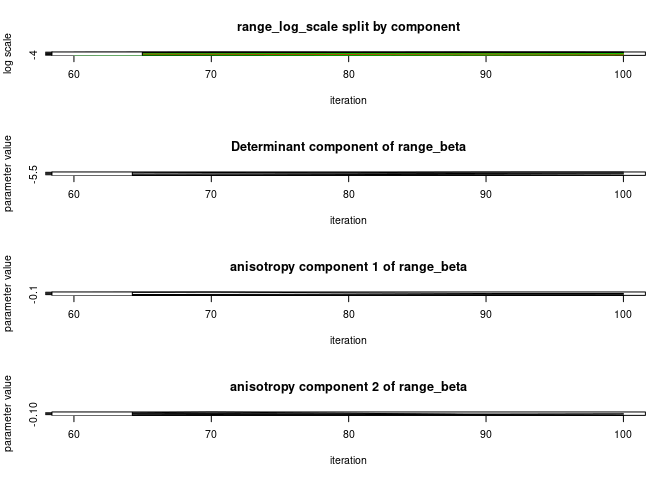 range_log_scale split by component
log scale
-4
60 70 80 90 100
iteration
Determinant component of range_beta
parameter value
-5.5
60 70 80 90 100
iteration
anisotropy component 1 of range_beta
parameter value
-0.1
60 70 80 90 100
iteration
anisotropy component 2 of range_beta
parameter value
-0.10
60 70 80 90 100
iteration